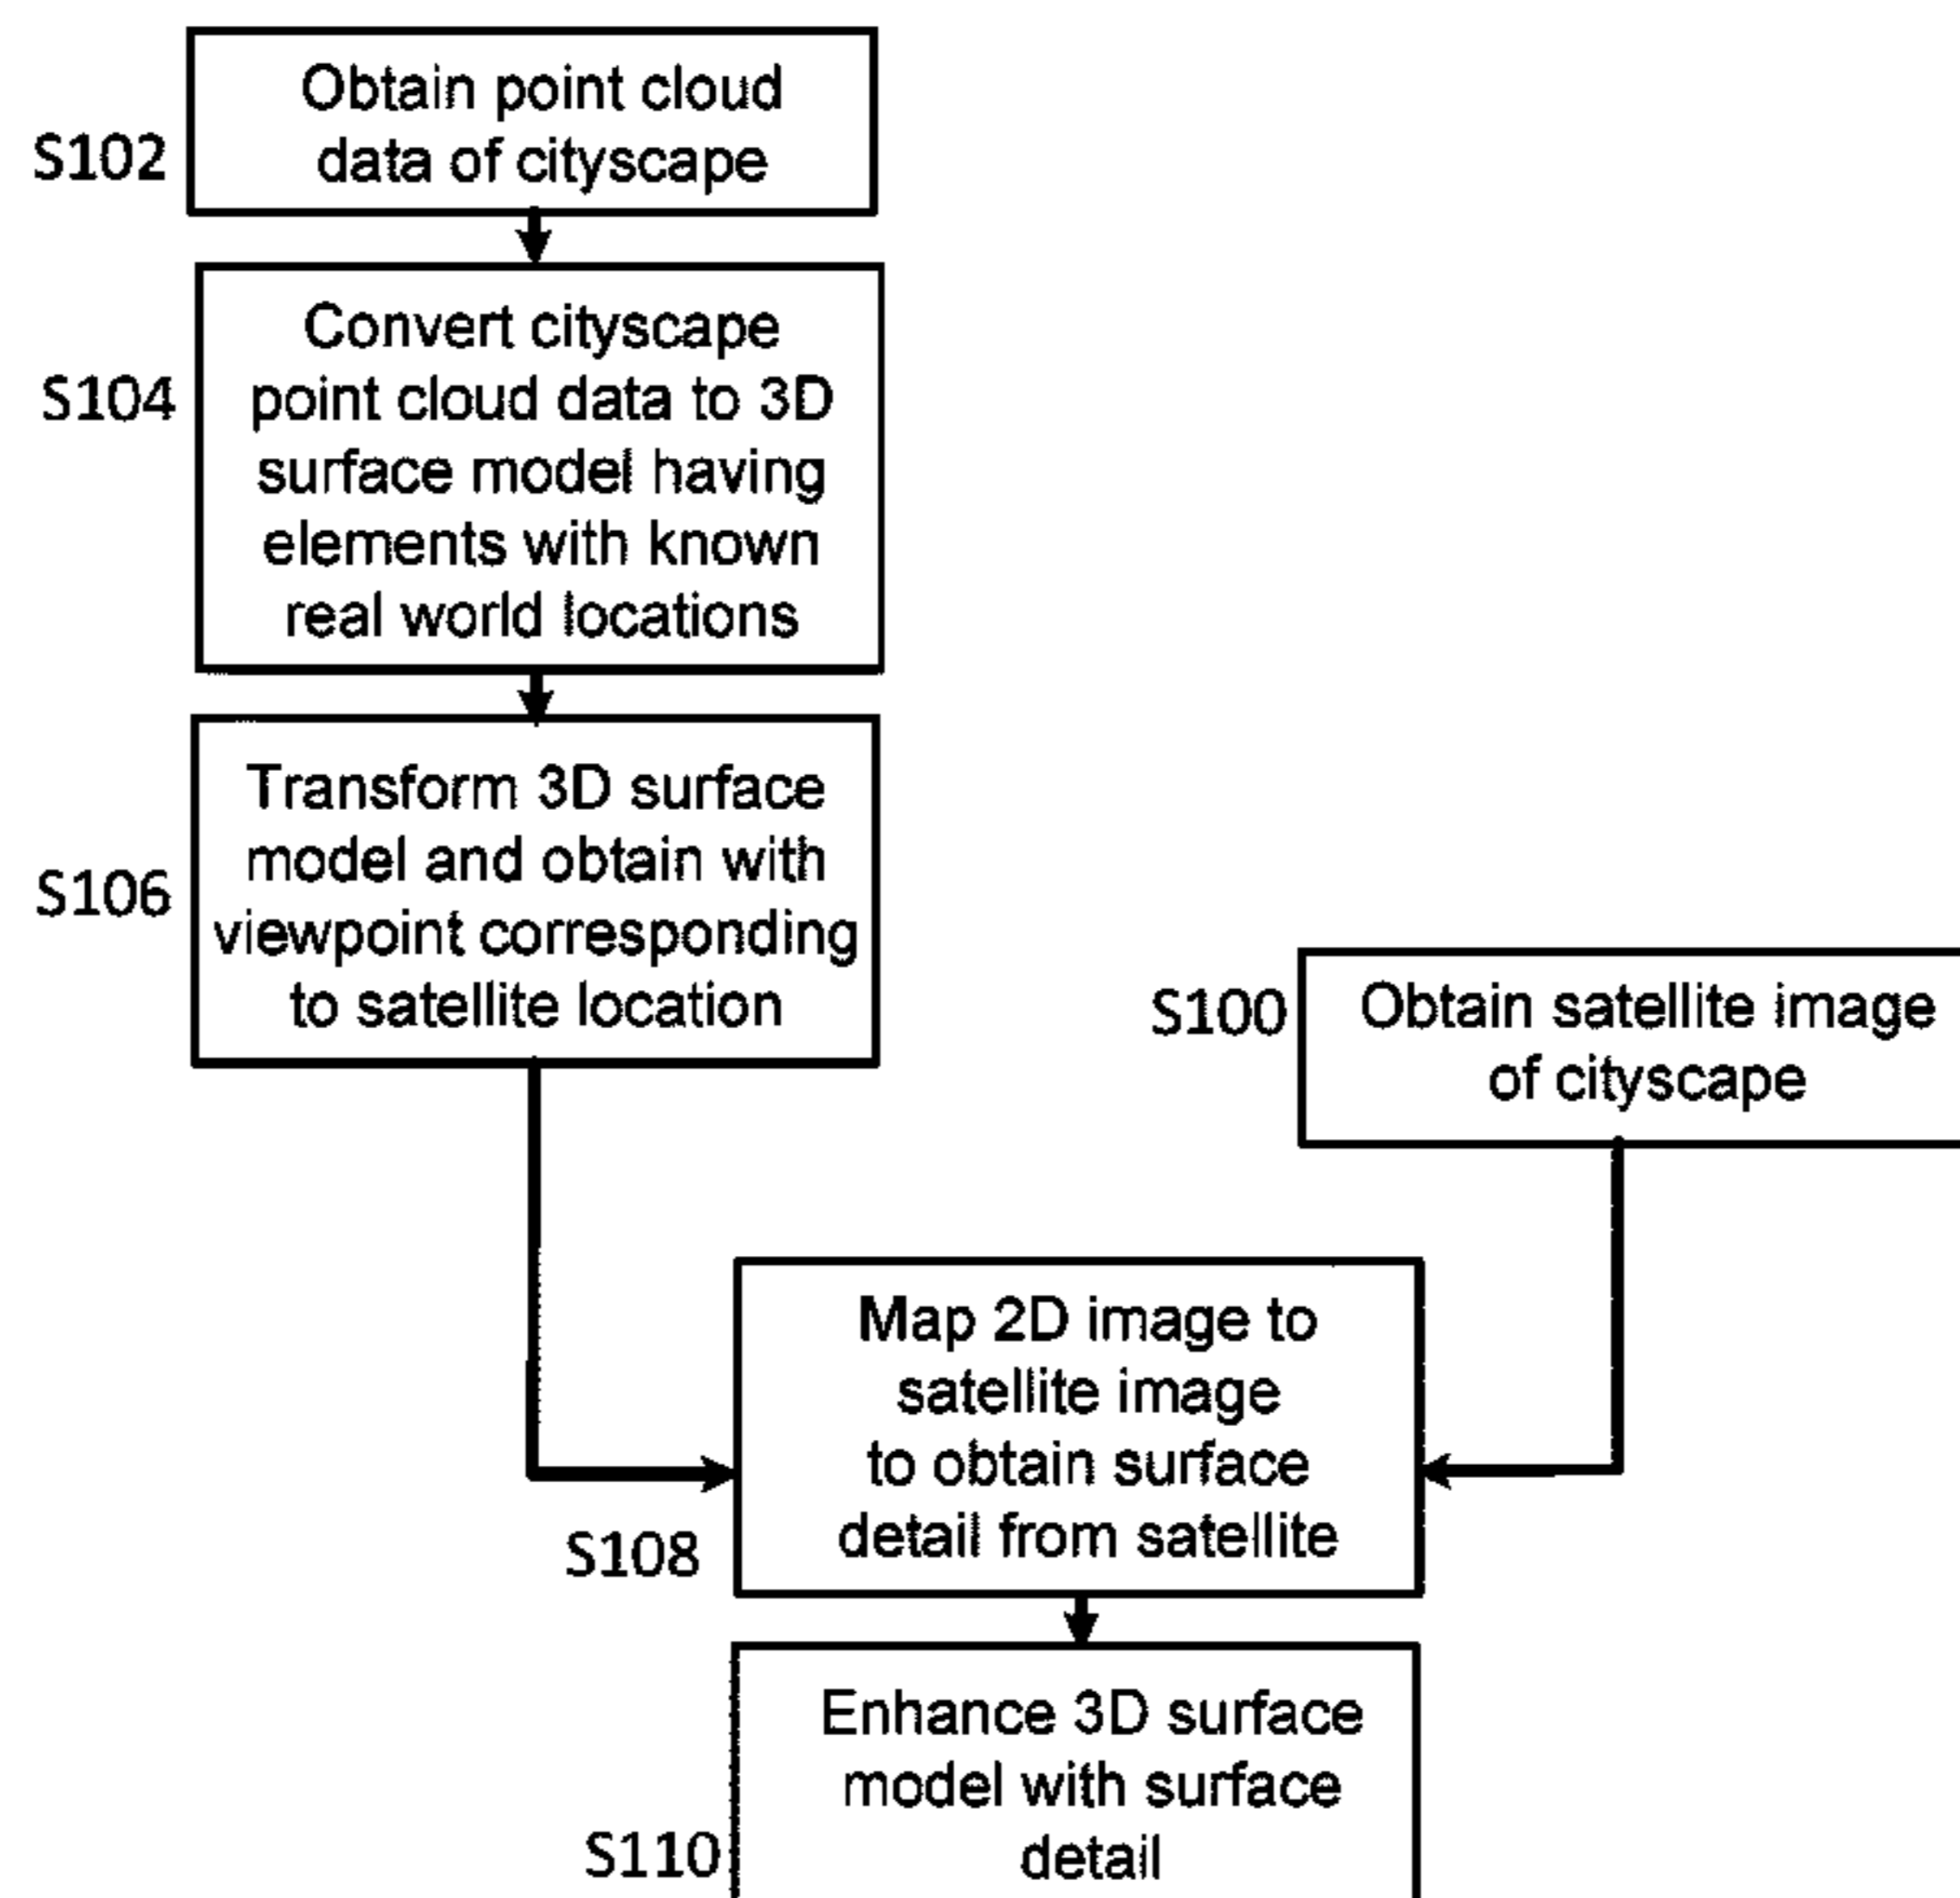 Obtain point cloud
data of cityscape
S102
Convert cityscape
point cloud data to 3D
surface model having
elements with known
real world locations
S104
Transform 3D surface
model and obtain with
viewpoint corresponding
to satellite location
S106
S100
Obtain satellite image
of cityscape
Map 2D image to
satellite image
to obtain surface
detail from satellite
S108
Enhance 3D surface
model with surface
detail
S110